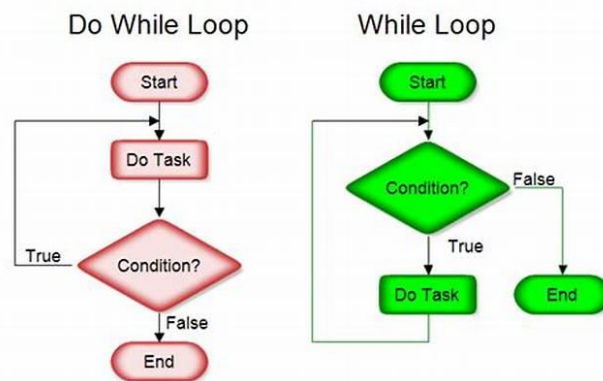 Do While Loop
Start
Do Task
Condition?
True
False
End
While Loop
Start
Condition?
False
True
Do Task
End